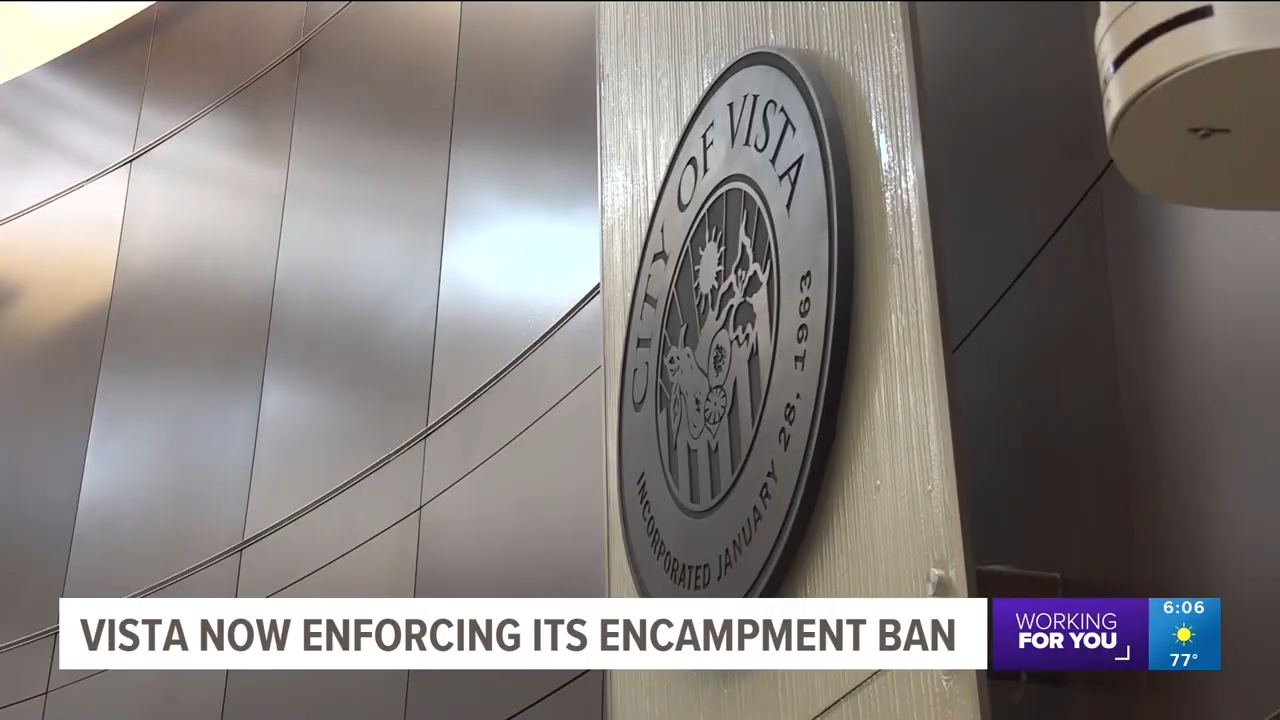 CITY OF VISTA
INCORPORATED JANUARY 28, 1963
VISTA NOW ENFORCING ITS ENCAMPMENT BAN
WORKING
FOR YOU
6:06
77°